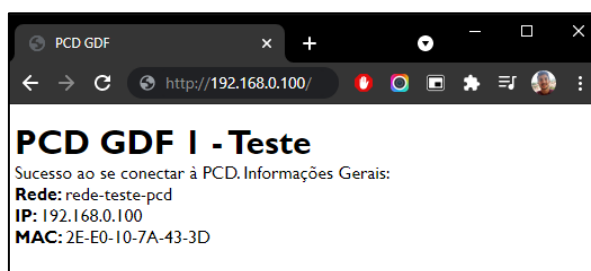 PCD GDF
http://192.168.0.100/
PCD GDF 1 - Teste
Sucesso ao se conectar à PCD. Informações Gerais:
Rede: rede-teste-pcd
IP: 192.168.0.100
MAC: 2E-E0-10-7A-43-3D